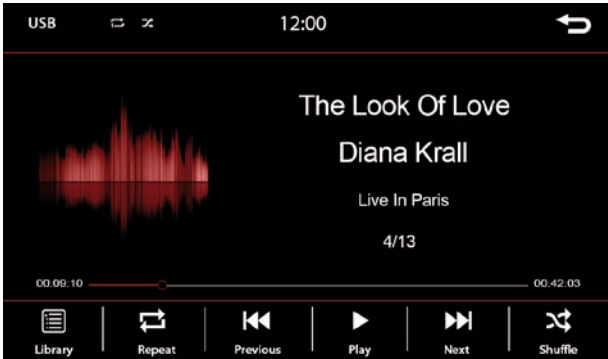 USB 12:00
The Look Of Love
Diana Krall
Live In Paris
4/13
00:09:10 00:42:03
Library Repeat Previous Play Next Shuffle